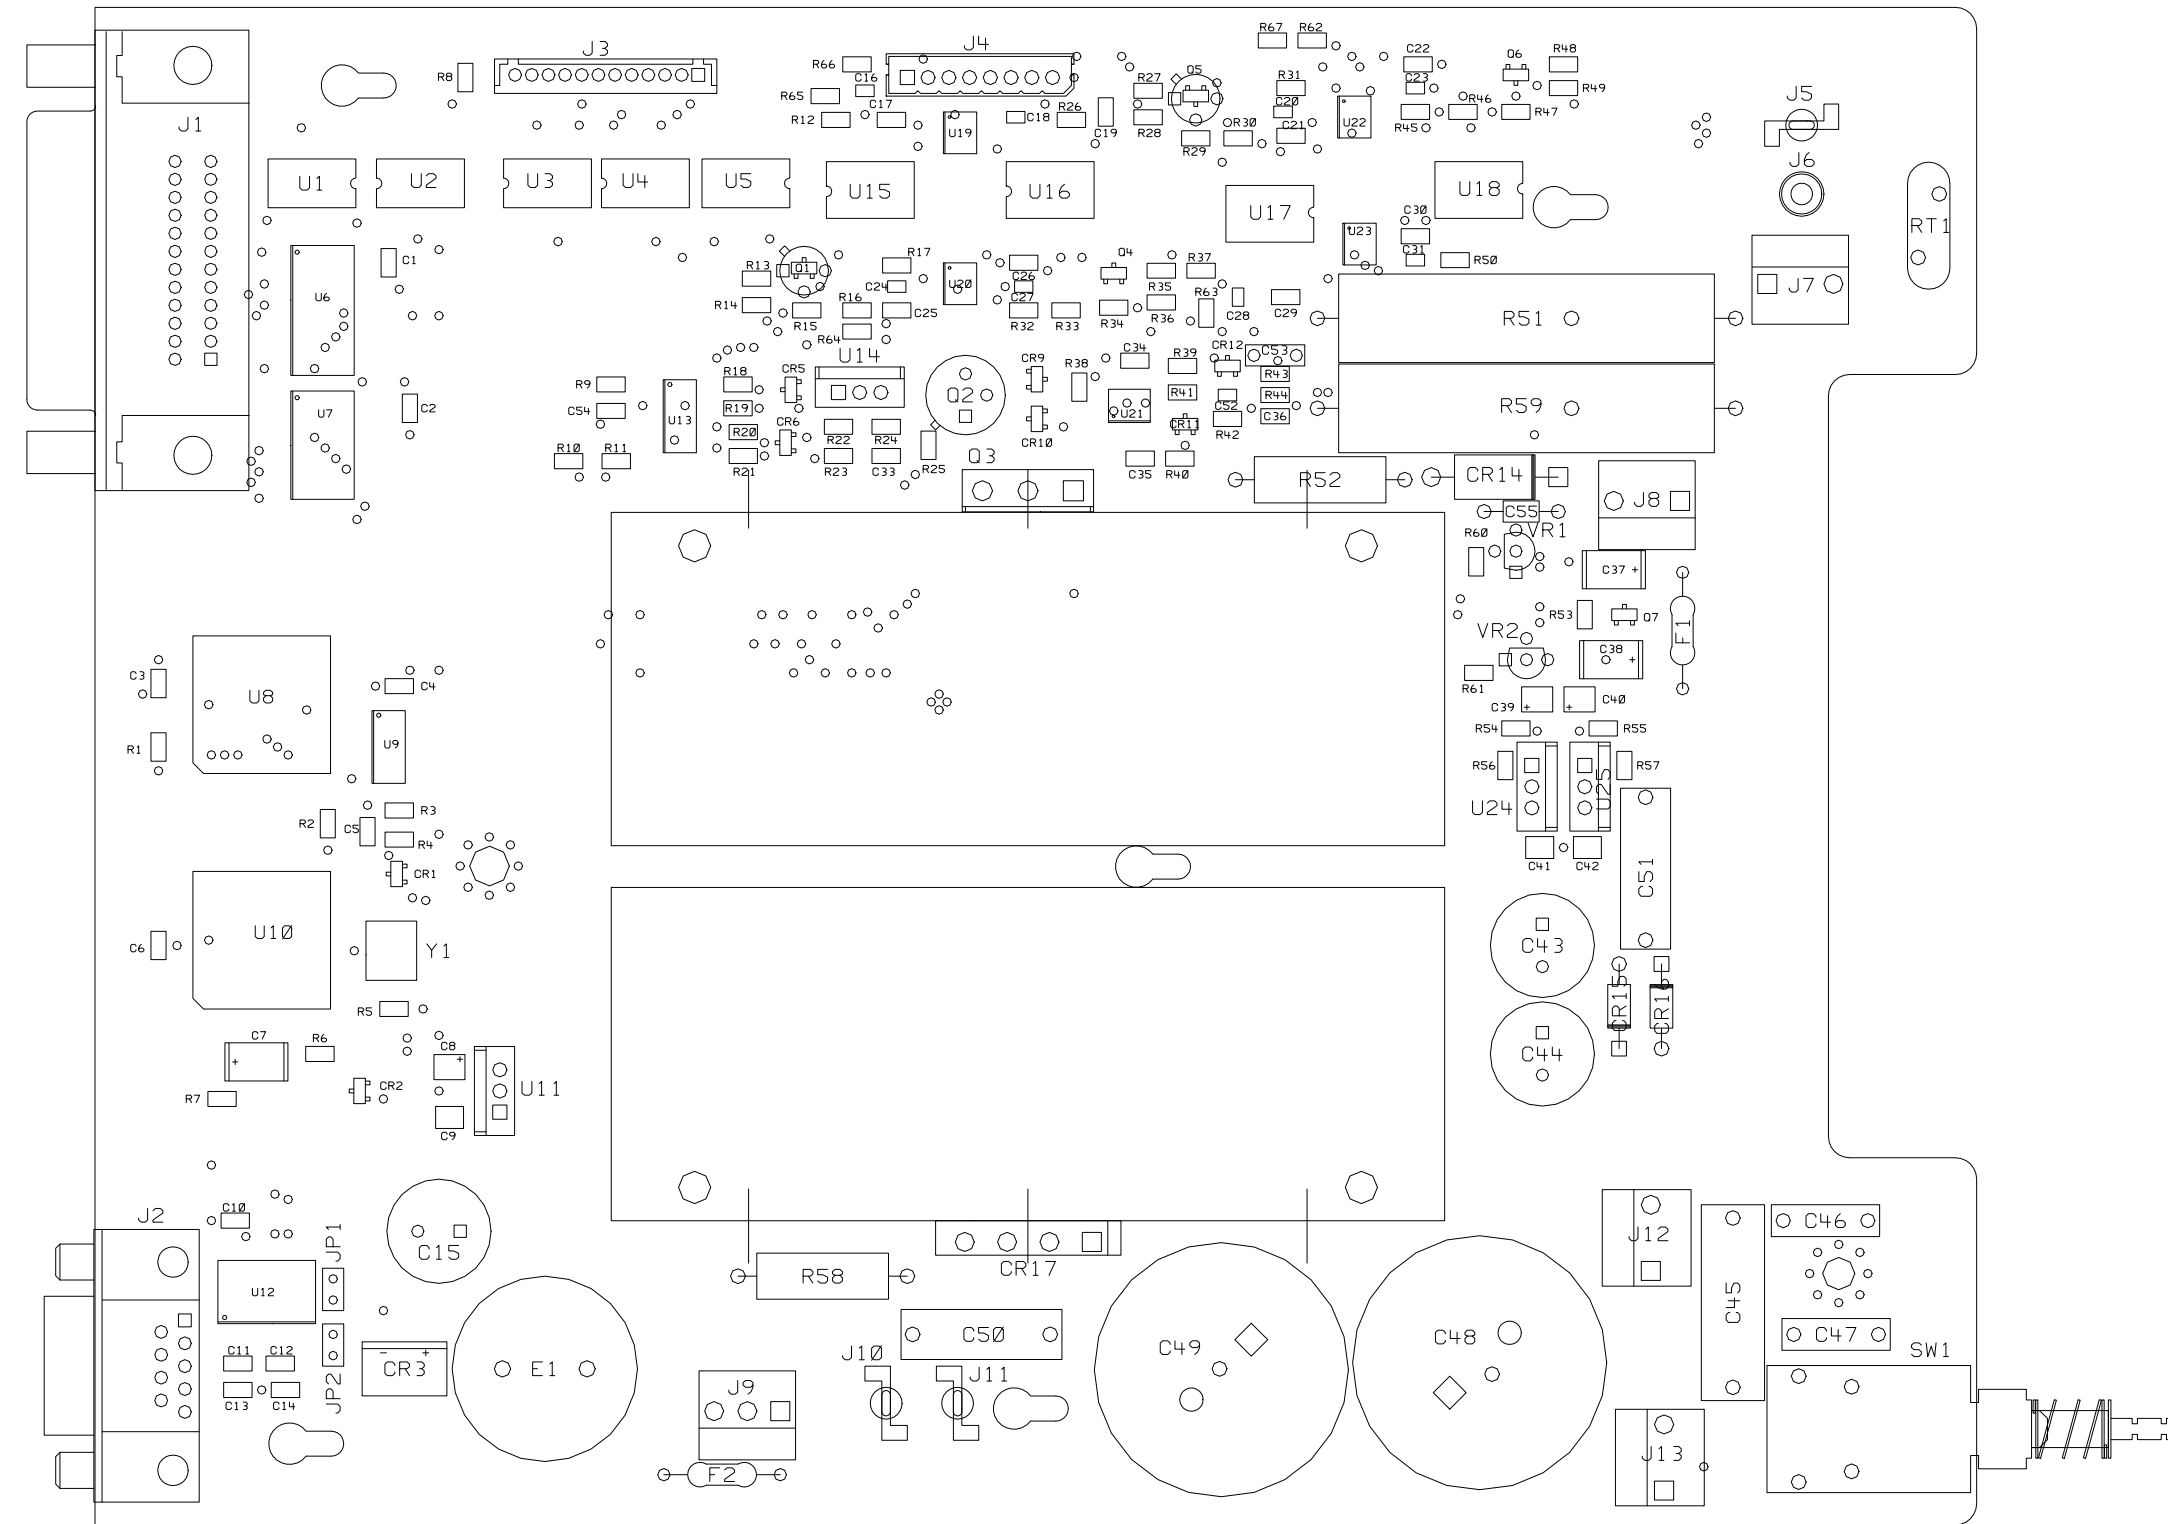 R67 R62
J3 J4 C22 Q6 R48
R66 Q5
R8 C16 R27 R31 C23 R49
R65 C17 R26 C20 R46 J5
R12 C18 C19 R28 R30 C21 U22 R45 R47
J1 U19 R29
J6
U1 U2 U3 U4 U5 U15 U16 U18
U17 C30
U23 RT1
C1 R17 Q4 R37 C31 R50
R13 Q1 C26
U6 C24 U20 R35 J7
R14 R16 C27 R63
R15 C25 R32 R33 R34 R36 C28 C29 R51
R64
U14 C34 CR12 C53
CR9 R38 R39
R9 R18 CR5 R43
C2 Q2 R41 R44 R59
U7 C54 R19 U21 C52
U13 CR6 CR11 C36
R20 R22 R24 CR10 R42
R10 R11 R21 R23 C33 R25 Q3 C35 R40
R52 CR14
J8
C55
R60 VR1
C37 +
R53 Q7
VR2 F1
C38
+
C3 C4 R61
U8 C39 + + C40
R54 R55
R1 U9
R56 R57
U25
R3 U24
R2 C5
R4
C41 C42
CR1 C51
U10
C6 Y1 C43
R5 CR15 CR16
C7 R6 C8
+ + C44
CR2 U11
R7
C9
C10
J2 JP1 C46
C15 J12
CR17
R58
U12 C45
C50 C49 C48 C47
C11 C12 J10 SW1
- +
CR3 E1 J11
JP2 J9
C13 C14
J13
F2